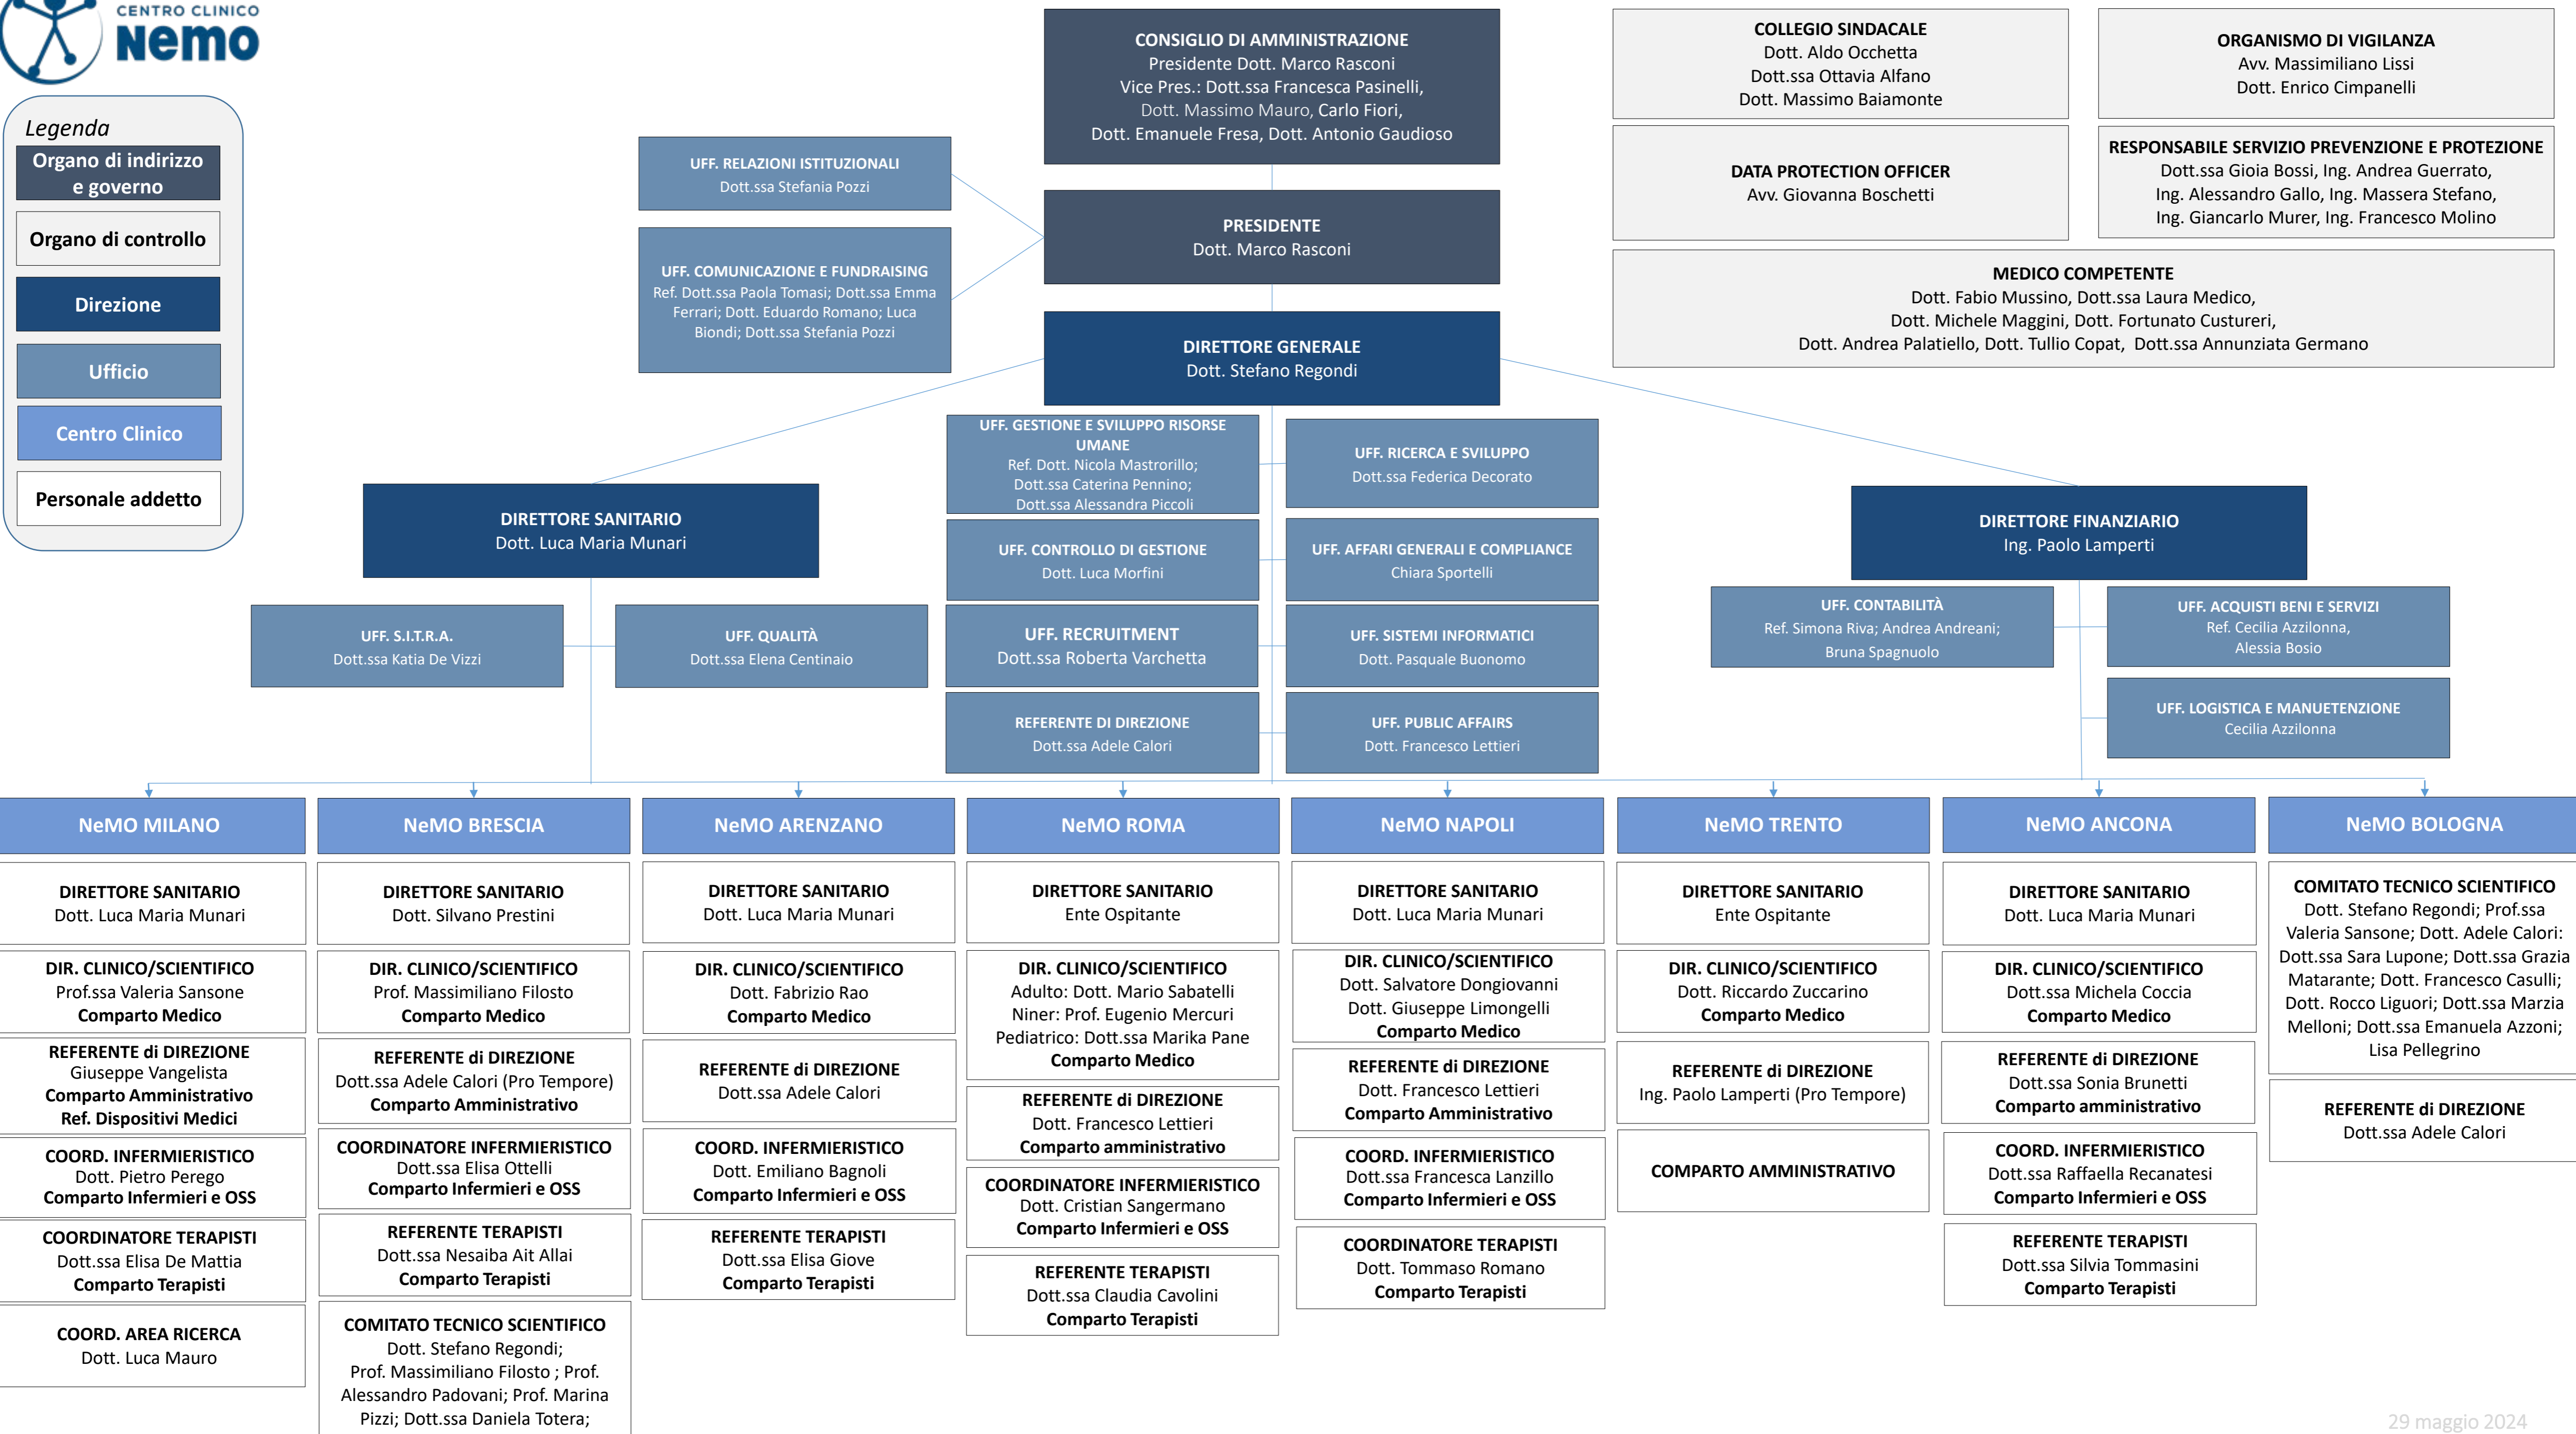 CENTRO CLINICO
Nemo
Legenda
Organo di indirizzo
e governo
Organo di controllo
Direzione
Ufficio
Centro Clinico
Personale addetto
CONSIGLIO DI AMMINISTRAZIONE
Presidente Dott. Marco Rasconi
Vice Pres.: Dott.ssa Francesca Pasinelli,
Dott. Massimo Mauro, Carlo Fiori,
Dott. Emanuele Fresa, Dott. Antonio Gaudioso
COLLEGIO SINDACALE
Dott. Aldo Occhetta
Dott.ssa Ottavia Alfano
Dott. Massimo Baiamonte
ORGANISMO DI VIGILANZA
Avv. Massimiliano Lissi
Dott. Enrico Cimpanelli
DATA PROTECTION OFFICER
Avv. Giovanna Boschetti
RESPONSABILE SERVIZIO PREVENZIONE E PROTEZIONE
Dott.ssa Gioia Bossi, Ing. Andrea Guerrato,
Ing. Alessandro Gallo, Ing. Massera Stefano,
Ing. Giancarlo Murer, Ing. Francesco Molino
MEDICO COMPETENTE
Dott. Fabio Mussino, Dott.ssa Laura Medico,
Dott. Michele Maggini, Dott. Fortunato Custureri,
Dott. Andrea Palatiello, Dott. Tullio Copat, Dott.ssa Annunziata Germano
UFF. RELAZIONI ISTITUZIONALI
Dott.ssa Stefania Pozzi
UFF. COMUNICAZIONE E FUNDRAISING
Ref. Dott.ssa Paola Tomasi; Dott.ssa Emma
Ferrari; Dott. Eduardo Romano; Luca
Biondi; Dott.ssa Stefania Pozzi
PRESIDENTE
Dott. Marco Rasconi
DIRETTORE GENERALE
Dott. Stefano Regondi
UFF. GESTIONE E SVILUPPO RISORSE
UMANE
Ref. Dott. Nicola Mastrorillo;
Dott.ssa Caterina Pennino;
Dott.ssa Alessandra Piccoli
UFF. RICERCA E SVILUPPO
Dott.ssa Federica Decorato
UFF. CONTROLLO DI GESTIONE
Dott. Luca Morfini
UFF. AFFARI GENERALI E COMPLIANCE
Chiara Sportelli
UFF. RECRUITMENT
Dott.ssa Roberta Varchetta
UFF. SISTEMI INFORMATICI
Dott. Pasquale Buonomo
REFERENTE DI DIREZIONE
Dott.ssa Adele Calori
UFF. PUBLIC AFFAIRS
Dott. Francesco Lettieri
DIRETTORE SANITARIO
Dott. Luca Maria Munari
UFF. S.I.T.R.A.
Dott.ssa Katia De Vizzi
UFF. QUALITÀ
Dott.ssa Elena Centinaio
DIRETTORE FINANZIARIO
Ing. Paolo Lamperti
UFF. CONTABILITÀ
Ref. Simona Riva; Andrea Andreani;
Bruna Spagnuolo
UFF. ACQUISTI BENI E SERVIZI
Ref. Cecilia Azzilonna,
Alessia Bosio
UFF. LOGISTICA E MANUETENZIONE
Cecilia Azzilonna
NeMO MILANO
DIRETTORE SANITARIO
Dott. Luca Maria Munari
DIR. CLINICO/SCIENTIFICO
Prof.ssa Valeria Sansone
Comparto Medico
REFERENTE di DIREZIONE
Giuseppe Vangelista
Comparto Amministrativo
Ref. Dispositivi Medici
COORD. INFERMIERISTICO
Dott. Pietro Perego
Comparto Infermieri e OSS
COORDINATORE TERAPISTI
Dott.ssa Elisa De Mattia
Comparto Terapisti
COORD. AREA RICERCA
Dott. Luca Mauro
NeMO BRESCIA
DIRETTORE SANITARIO
Dott. Silvano Prestini
DIR. CLINICO/SCIENTIFICO
Prof. Massimiliano Filosto
Comparto Medico
REFERENTE di DIREZIONE
Dott.ssa Adele Calori (Pro Tempore)
Comparto Amministrativo
COORDINATORE INFERMIERISTICO
Dott.ssa Elisa Ottelli
Comparto Infermieri e OSS
REFERENTE TERAPISTI
Dott.ssa Nesaiba Ait Allai
Comparto Terapisti
COMITATO TECNICO SCIENTIFICO
Dott. Stefano Regondi;
Prof. Massimiliano Filosto ; Prof.
Alessandro Padovani; Prof. Marina
Pizzi; Dott.ssa Daniela Totera;
NeMO ARENZANO
DIRETTORE SANITARIO
Dott. Luca Maria Munari
DIR. CLINICO/SCIENTIFICO
Dott. Fabrizio Rao
Comparto Medico
REFERENTE di DIREZIONE
Dott.ssa Adele Calori
COORD. INFERMIERISTICO
Dott. Emiliano Bagnoli
Comparto Infermieri e OSS
REFERENTE TERAPISTI
Dott.ssa Elisa Giove
Comparto Terapisti
NeMO ROMA
DIRETTORE SANITARIO
Ente Ospitante
DIR. CLINICO/SCIENTIFICO
Adulto: Dott. Mario Sabatelli
Niner: Prof. Eugenio Mercuri
Pediatrico: Dott.ssa Marika Pane
Comparto Medico
REFERENTE di DIREZIONE
Dott. Francesco Lettieri
Comparto amministrativo
COORDINATORE INFERMIERISTICO
Dott. Cristian Sangermano
Comparto Infermieri e OSS
REFERENTE TERAPISTI
Dott.ssa Claudia Cavolini
Comparto Terapisti
NeMO NAPOLI
DIRETTORE SANITARIO
Dott. Luca Maria Munari
DIR. CLINICO/SCIENTIFICO
Dott. Salvatore Dongiovanni
Dott. Giuseppe Limongelli
Comparto Medico
REFERENTE di DIREZIONE
Dott. Francesco Lettieri
Comparto Amministrativo
COORD. INFERMIERISTICO
Dott.ssa Francesca Lanzillo
Comparto Infermieri e OSS
COORDINATORE TERAPISTI
Dott. Tommaso Romano
Comparto Terapisti
NeMO TRENTO
DIRETTORE SANITARIO
Ente Ospitante
DIR. CLINICO/SCIENTIFICO
Dott. Riccardo Zuccarino
Comparto Medico
REFERENTE di DIREZIONE
Ing. Paolo Lamperti (Pro Tempore)
COMPARTO AMMINISTRATIVO
NeMO ANCONA
DIRETTORE SANITARIO
Dott. Luca Maria Munari
DIR. CLINICO/SCIENTIFICO
Dott.ssa Michela Coccia
Comparto Medico
REFERENTE di DIREZIONE
Dott.ssa Sonia Brunetti
Comparto amministrativo
COORD. INFERMIERISTICO
Dott.ssa Raffaella Recanatesi
Comparto Infermieri e OSS
REFERENTE TERAPISTI
Dott.ssa Silvia Tommasini
Comparto Terapisti
NeMO BOLOGNA
COMITATO TECNICO SCIENTIFICO
Dott. Stefano Regondi; Prof.ssa
Valeria Sansone; Dott. Adele Calori:
Dott.ssa Sara Lupone; Dott.ssa Grazia
Matarante; Dott. Francesco Casulli;
Dott. Rocco Liguori; Dott.ssa Marzia
Melloni; Dott.ssa Emanuela Azzoni;
Lisa Pellegrino
REFERENTE di DIREZIONE
Dott.ssa Adele Calori
29 maggio 2024